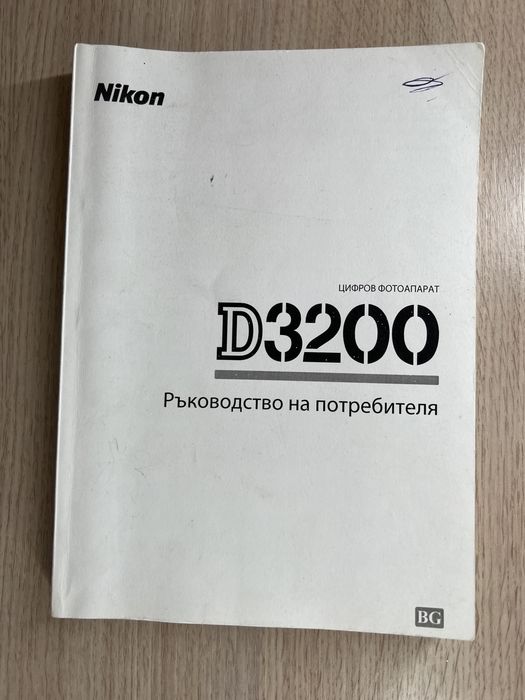 Nikon
ЦИФРОВ ФОТОАПАРАТ
D3200
Ръководство на потребителя
BG